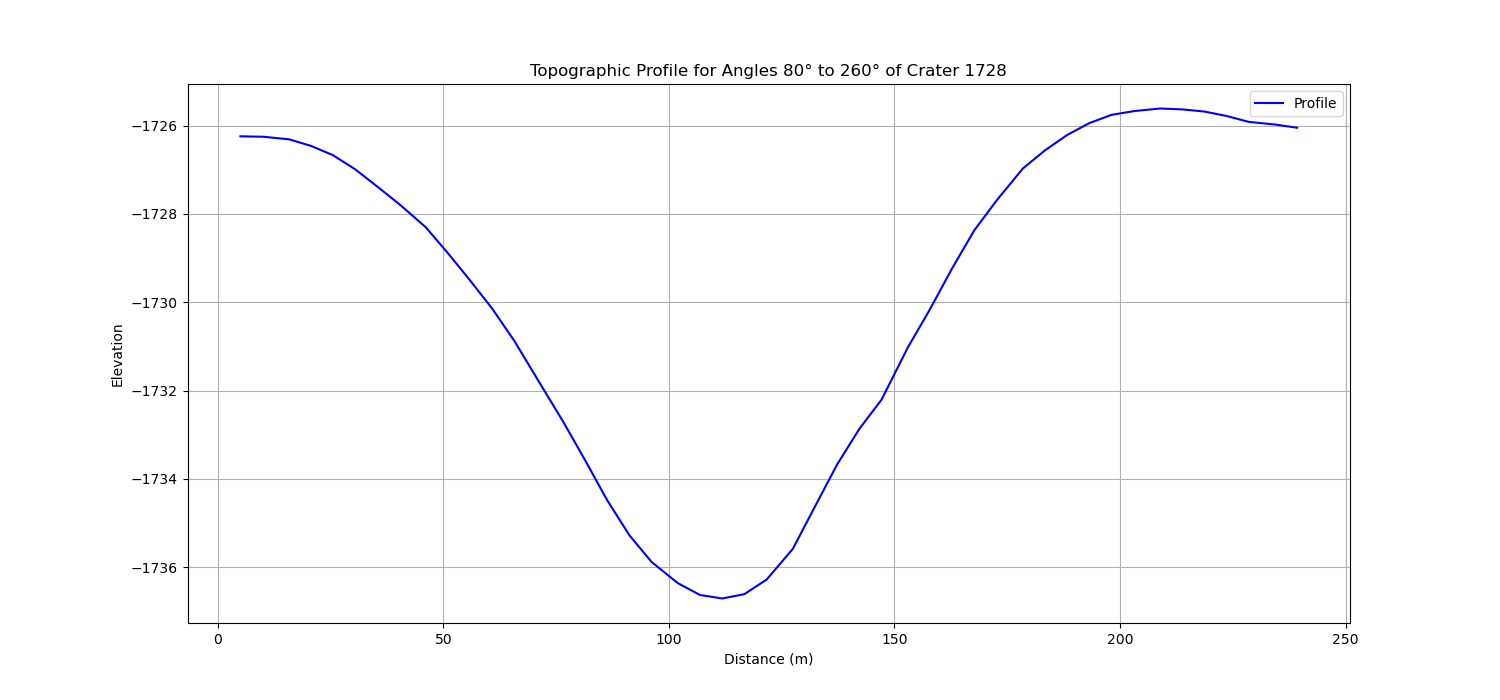 Topographic Profile for Angles 80° to 260° of Crater 1728
Profile
−1726
−1728
−1730
−1732
−1734
−1736
Elevation
0 50 100 150 200 250
Distance (m)